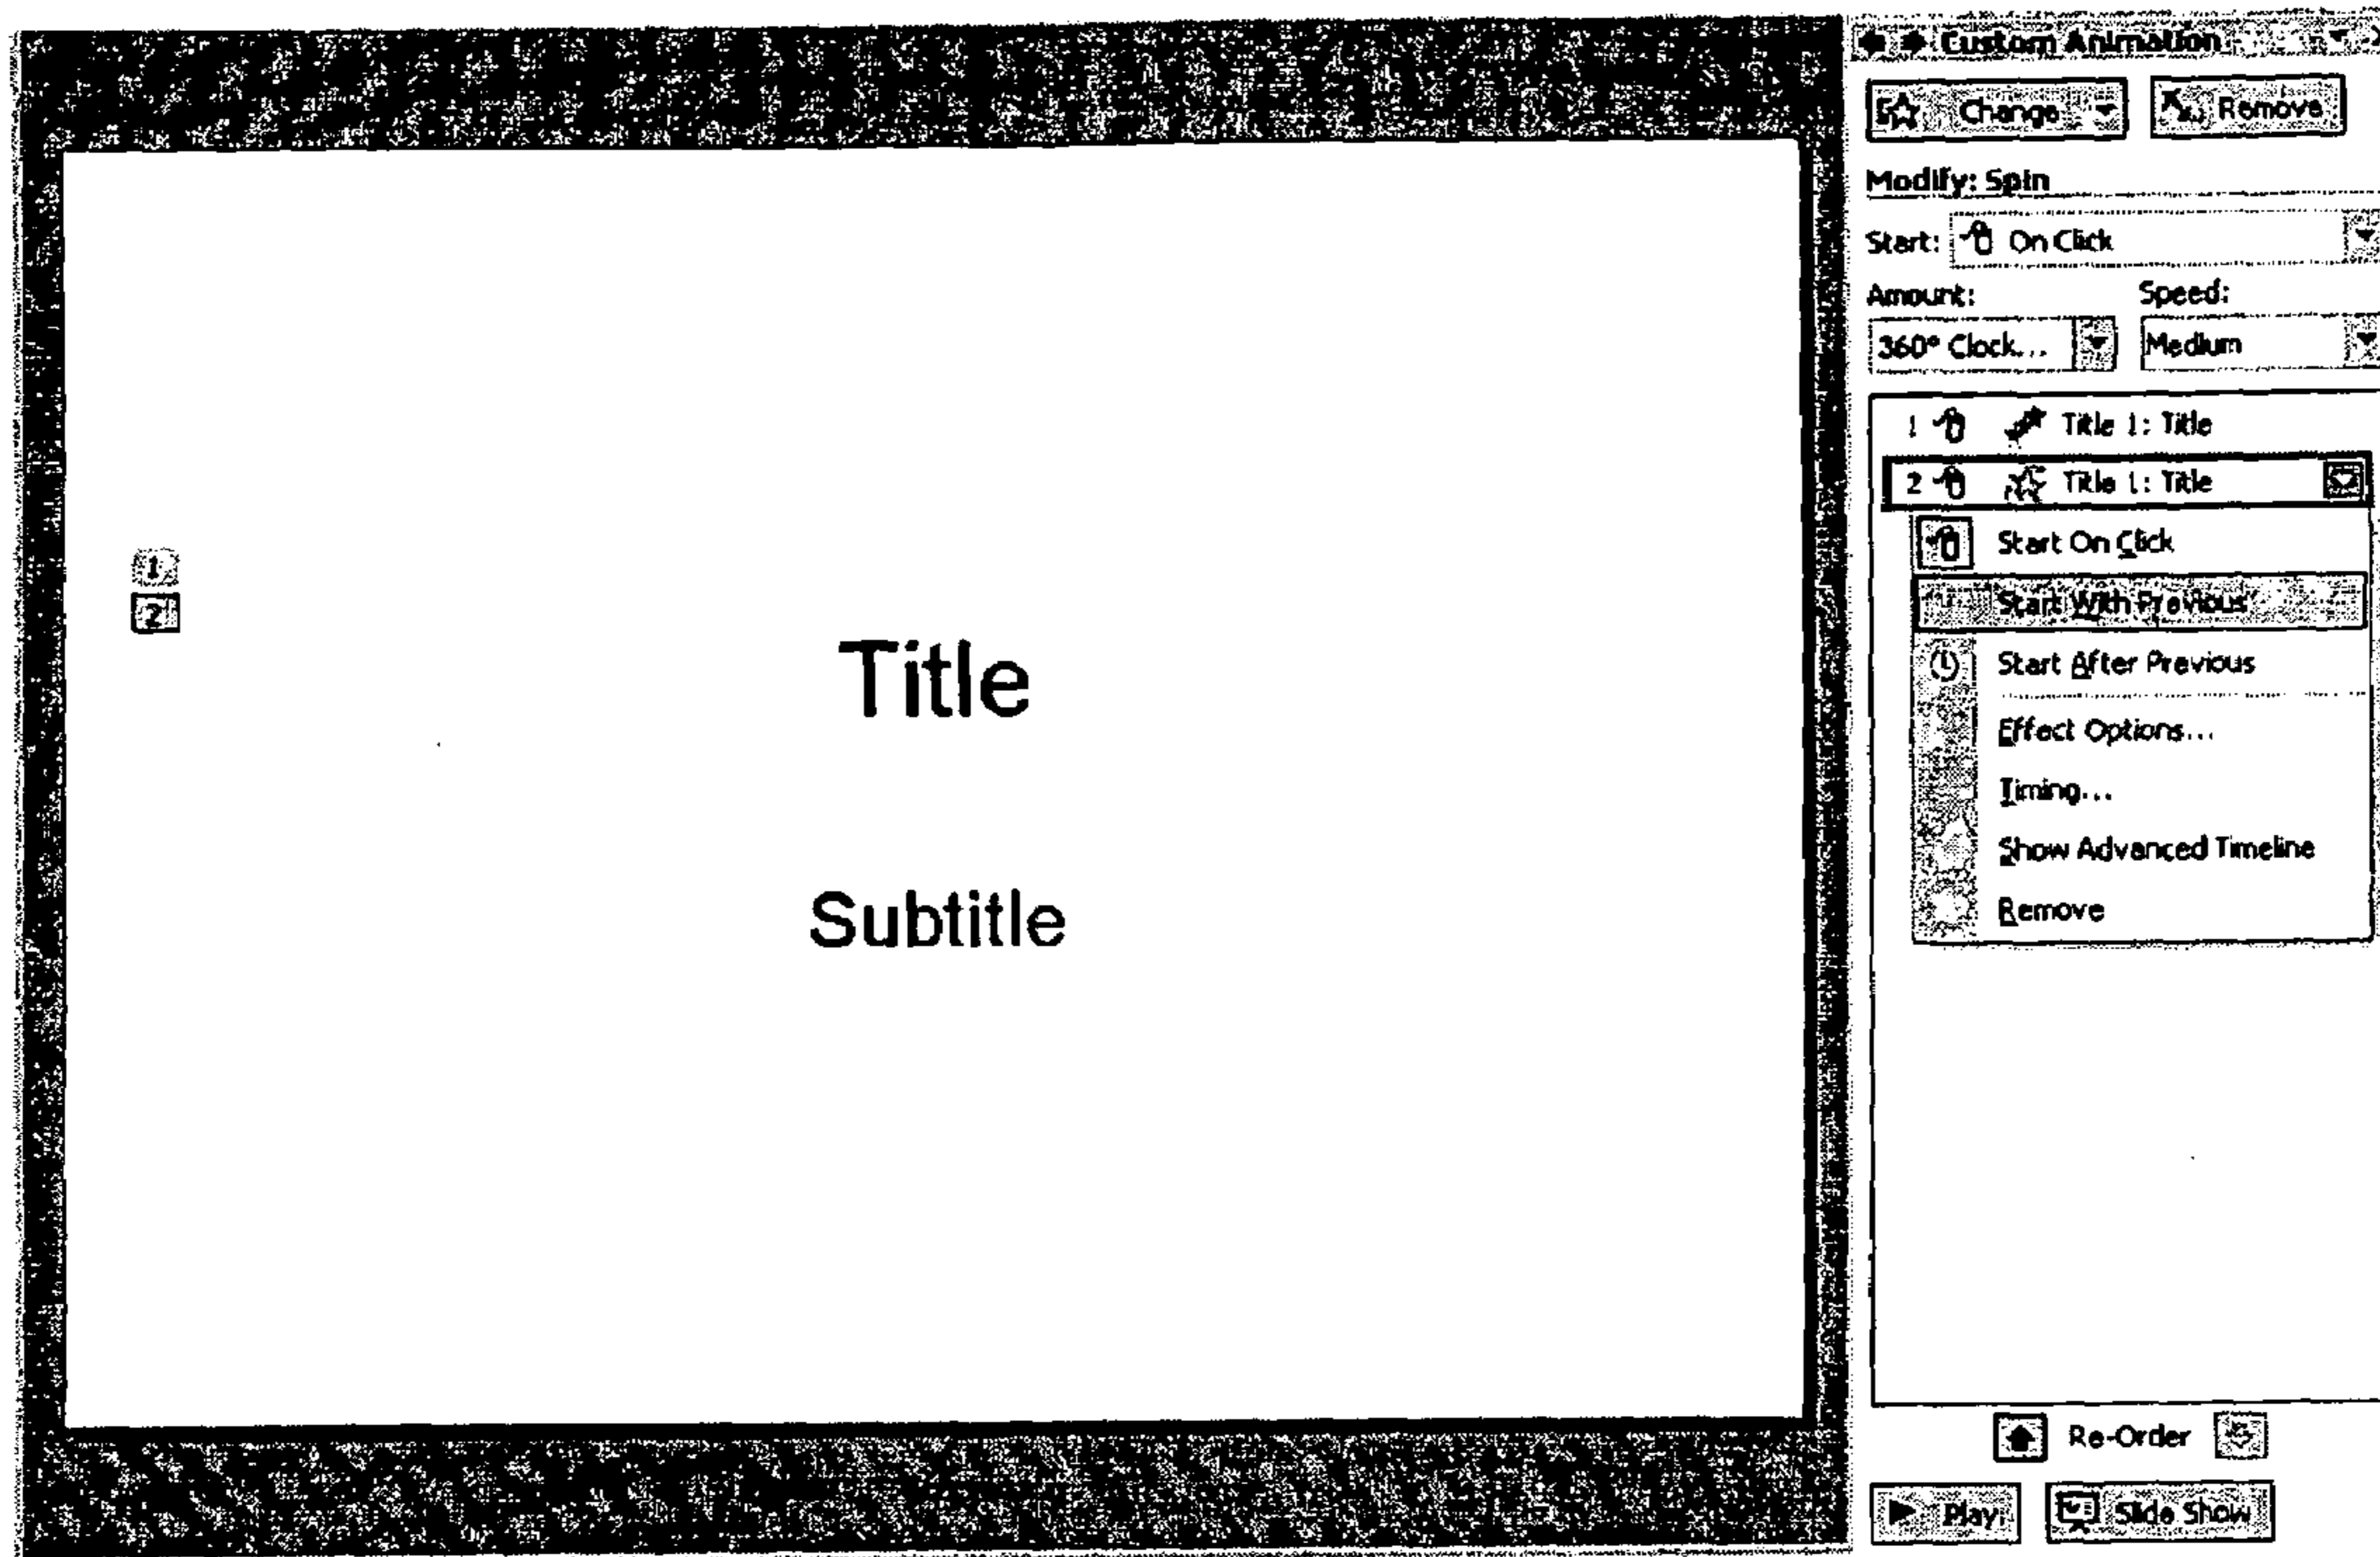 1
2
Title
Subtitle
Custom Animation
Change
Remove
Modify: Spin
Start: On Click
Amount: Speed:
360° Clock... Medium
1 Title 1: Title
2 Title 1: Title
Start On Click
Start With Previous
Start After Previous
Effect Options...
Timing...
Show Advanced Timeline
Remove
Re-Order
Play
Slide Show